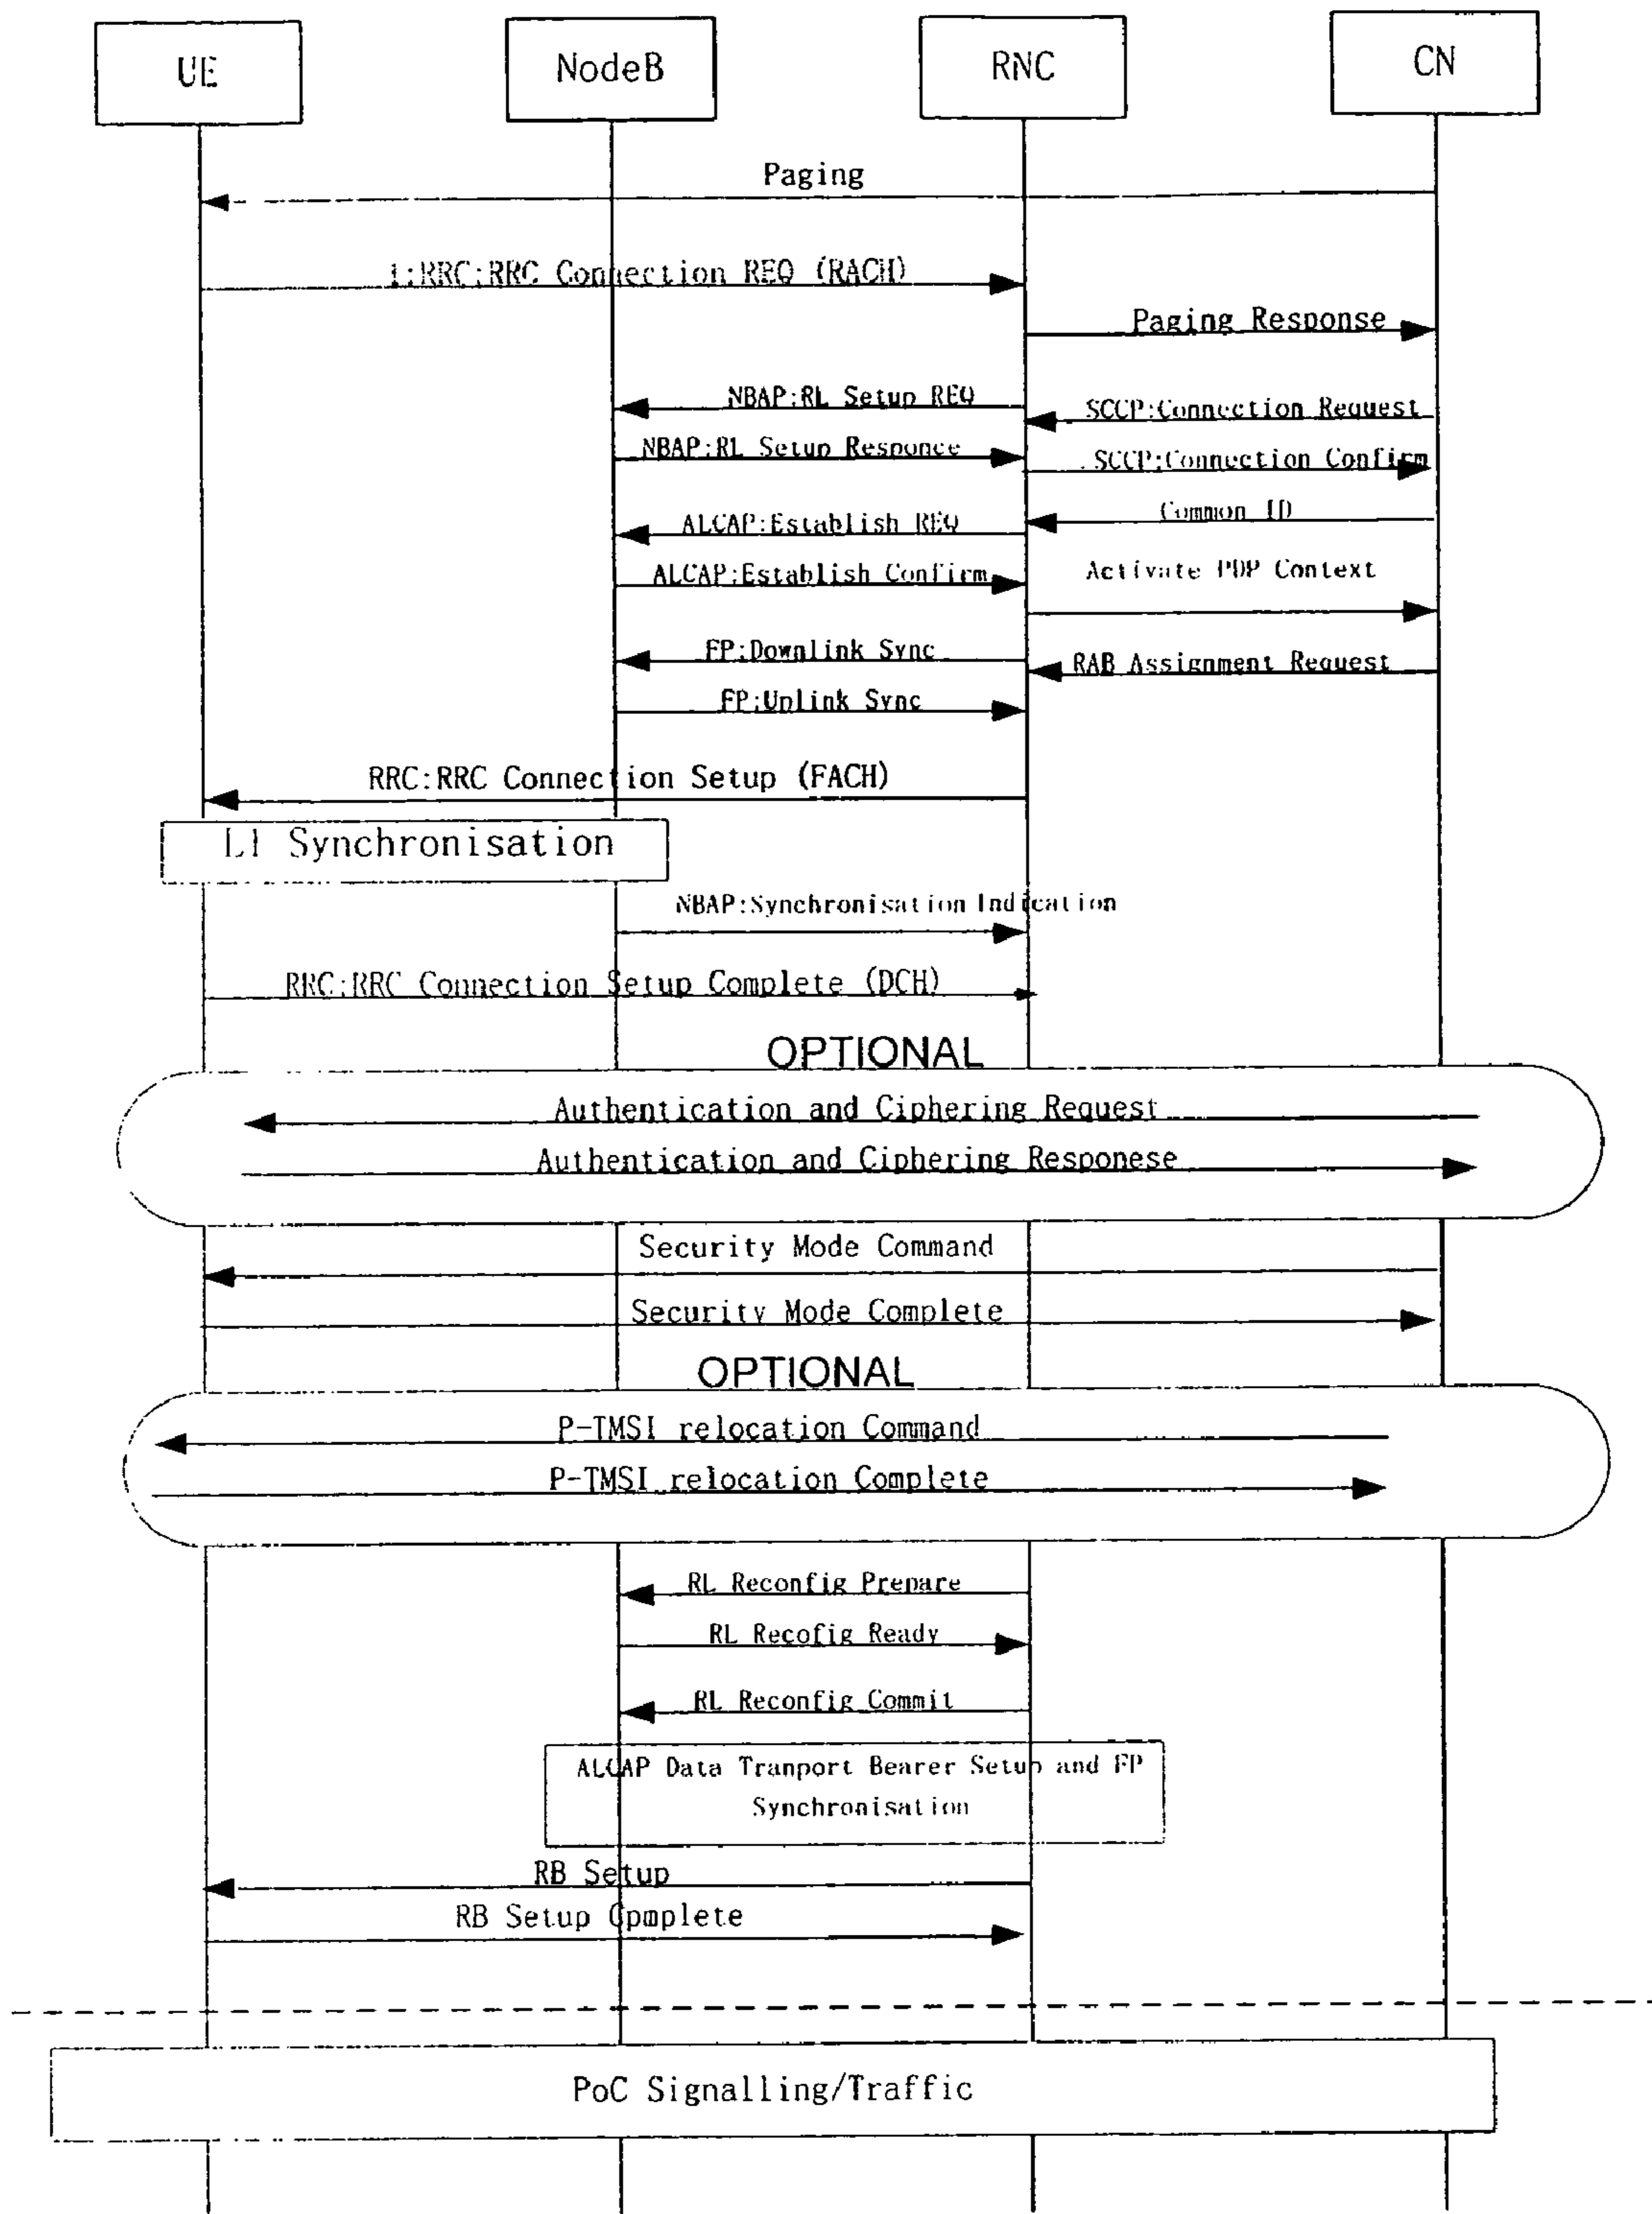 UE
NodeB
RNC
CN
Paging
1:RRC:RRC Connection REQ (RACH)
Paging Response
NBAP:RL Setup REQ
SCCP:Connection Request
NBAP:RL Setup Responce
SCCP:Connection Confirm
Common ID
ALCAP:Establish REQ
ALCAP:Establish Confirm
Activate PDP Context
FP:Downlink Sync
RAB Assignment Request
FP:Uplink Sync
RRC:RRC Connection Setup (FACH)
L1 Synchronisation
NBAP:Synchronisation Indication
RRC:RRC Connection Setup Complete (DCH)
OPTIONAL
Authentication and Ciphering Request
Authentication and Ciphering Responese
Security Mode Command
Security Mode Complete
OPTIONAL
P-TMSI relocation Command
P-TMSI relocation Complete
RL Reconfig Prepare
RL Recofig Ready
RL Reconfig Commit
ALCAP Data Tranport Bearer Setup and FP
Synchronisation
RB Setup
RB Setup Cpmplete
PoC Signalling/Traffic